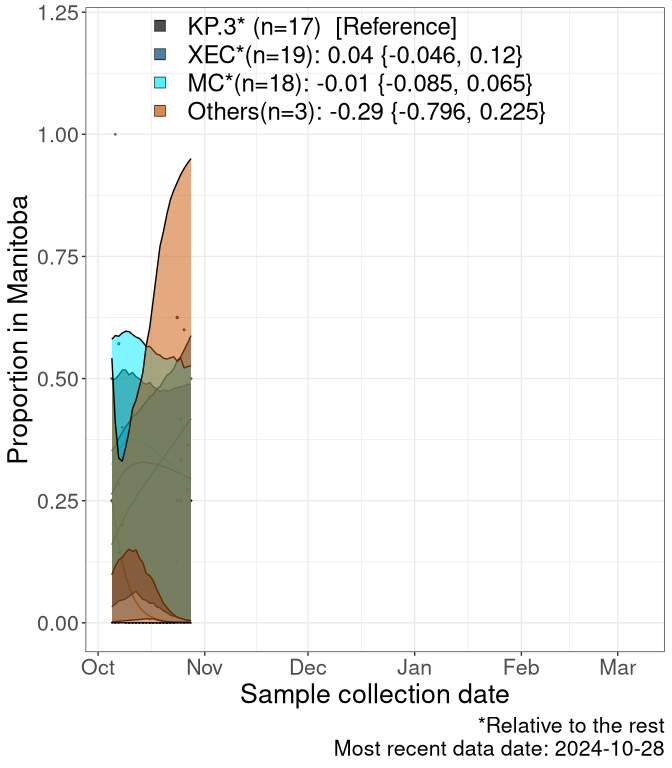 KP.3* (n=17)  [Reference]
XEC*(n=19): 0.04 {-0.046, 0.12}
MC*(n=18): -0.01 {-0.085, 0.065}
Others(n=3): -0.29 {-0.796, 0.225}
1.25
1.00
0.75
0.50
0.25
0.00
Proportion in Manitoba
Oct Nov Dec Jan Feb Mar
Sample collection date
*Relative to the rest
Most recent data date: 2024-10-28